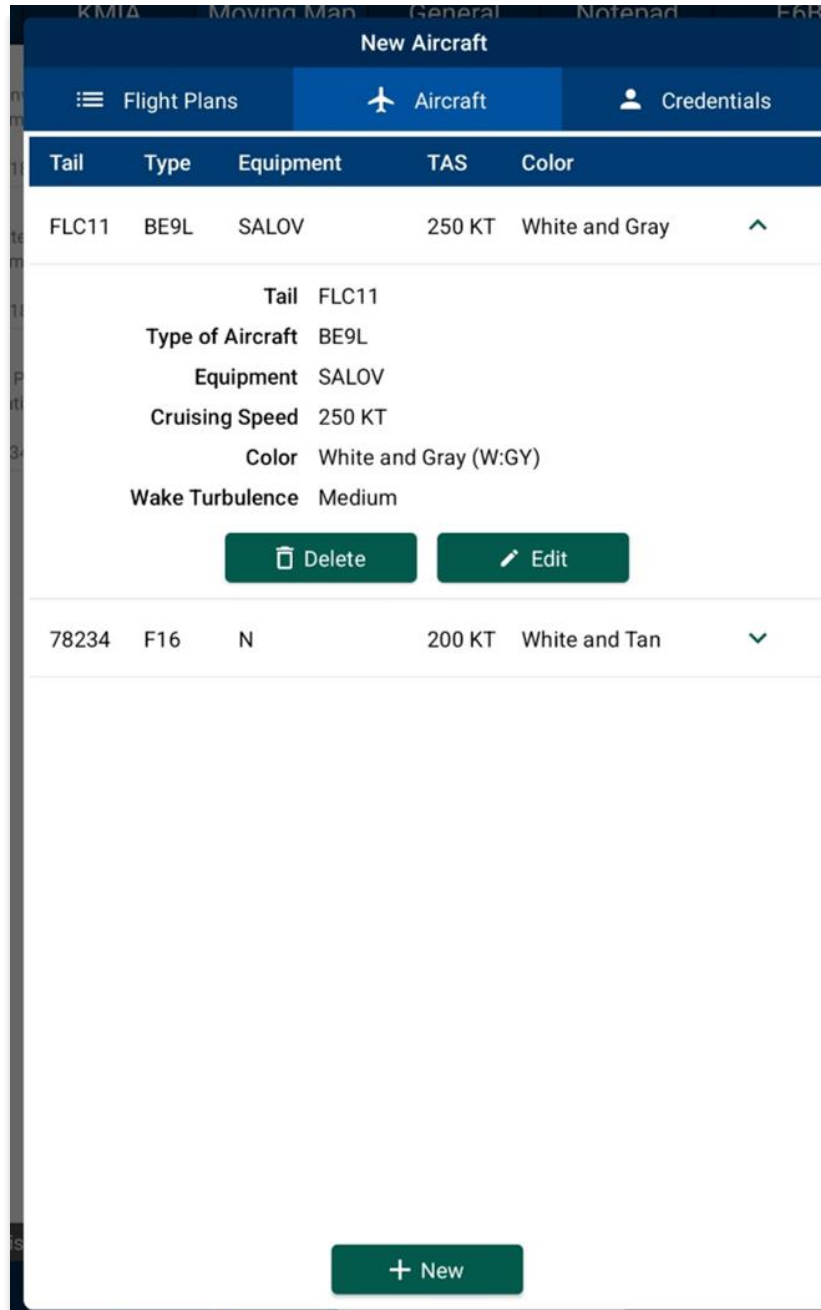 KMIA Moving Map General Notepad E6B
New Aircraft
Flight Plans Aircraft Credentials
Tail Type Equipment TAS Color
FLC11 BE9L SALOV 250 KT White and Gray
Tail FLC11
Type of Aircraft BE9L
Equipment SALOV
Cruising Speed 250 KT
Color White and Gray (W:GY)
Wake Turbulence Medium
Delete Edit
78234 F16 N 200 KT White and Tan
+ New